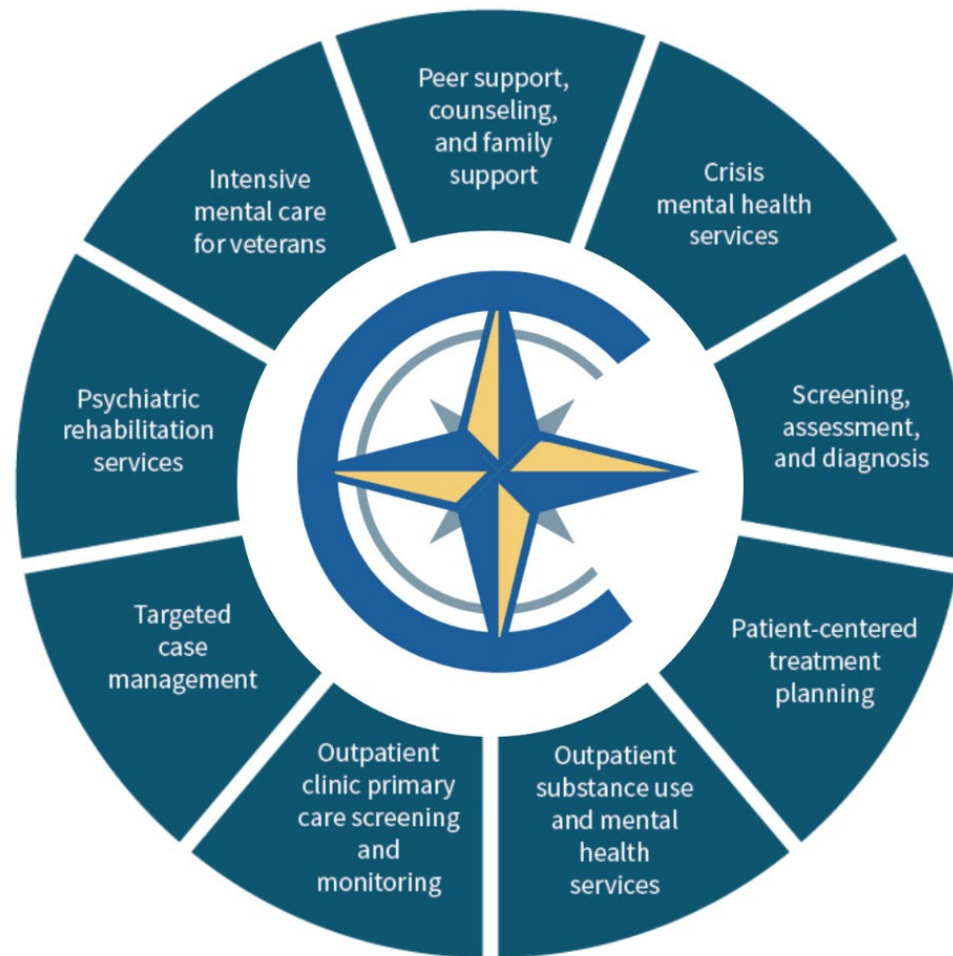 Peer support,
counseling,
and family
support
Crisis
mental health
services
Screening,
assessment,
and diagnosis
Patient-centered
treatment
planning
Outpatient
substance use
and mental
health
services
Outpatient
clinic primary
care screening
and
monitoring
Targeted
case
management
Psychiatric
rehabilitation
services
Intensive
mental care
for veterans